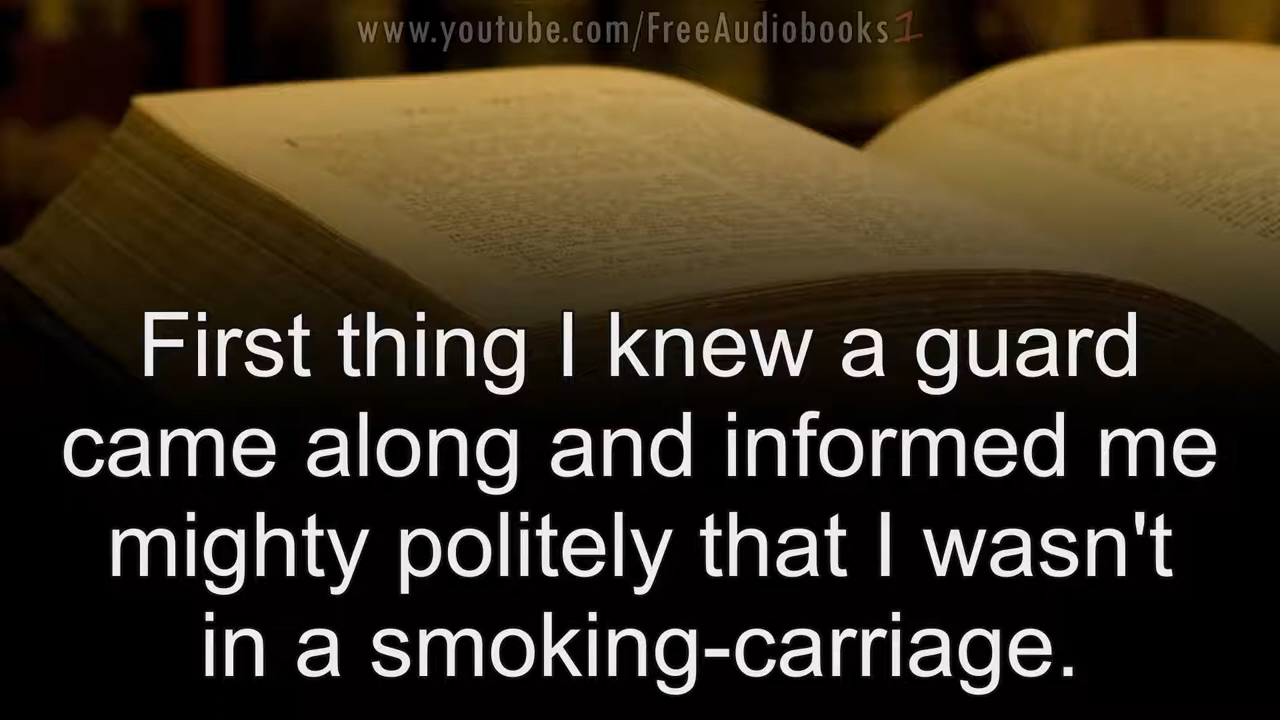 www.youtube.com/FreeAudiobooks1
First thing I knew a guard
came along and informed me
mighty politely that I wasn't
in a smoking-carriage.